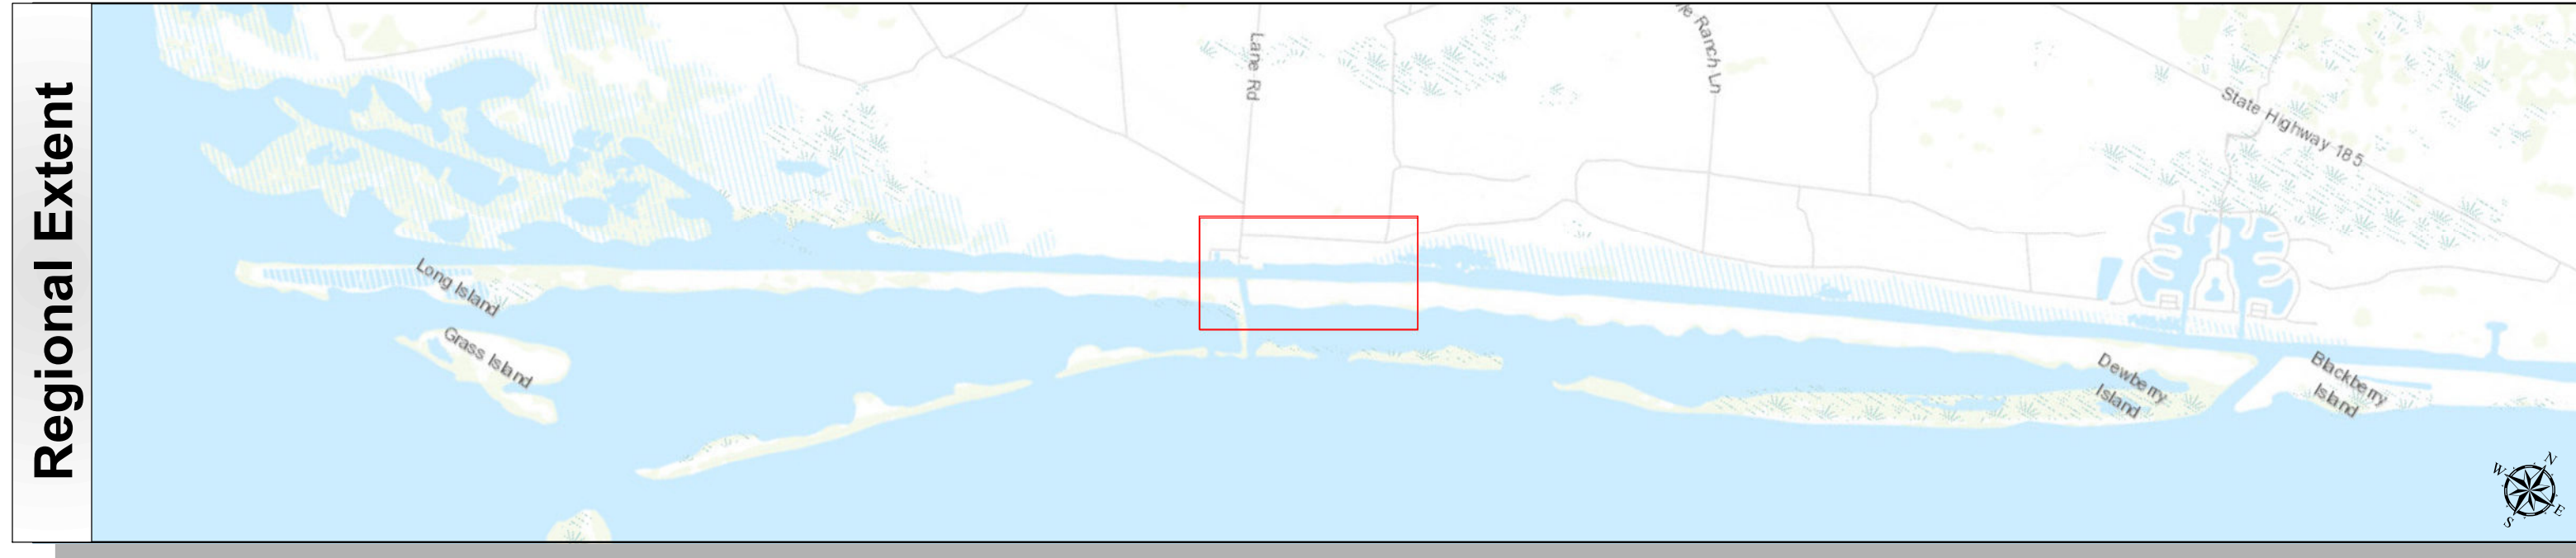 Regional Extent
Lane Rd
Ranch Ln
State Highway 185
Long Island
Grass Island
Dewberry
Island
Blackberry
Island
N
W
E
S